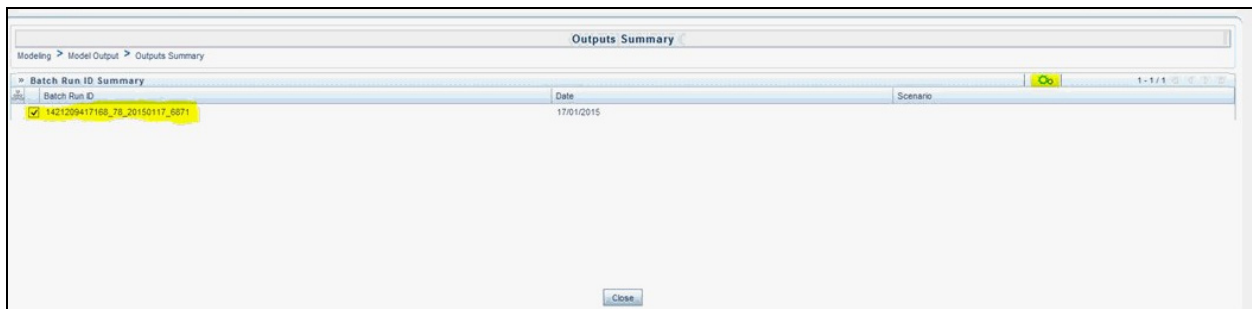 Outputs Summary
Modeling > Model Output > Outputs Summary
» Batch Run ID Summary 1 - 1 / 1
Batch Run ID Date Scenario
1421209417168_78_20150117_6871 17/01/2015
Close